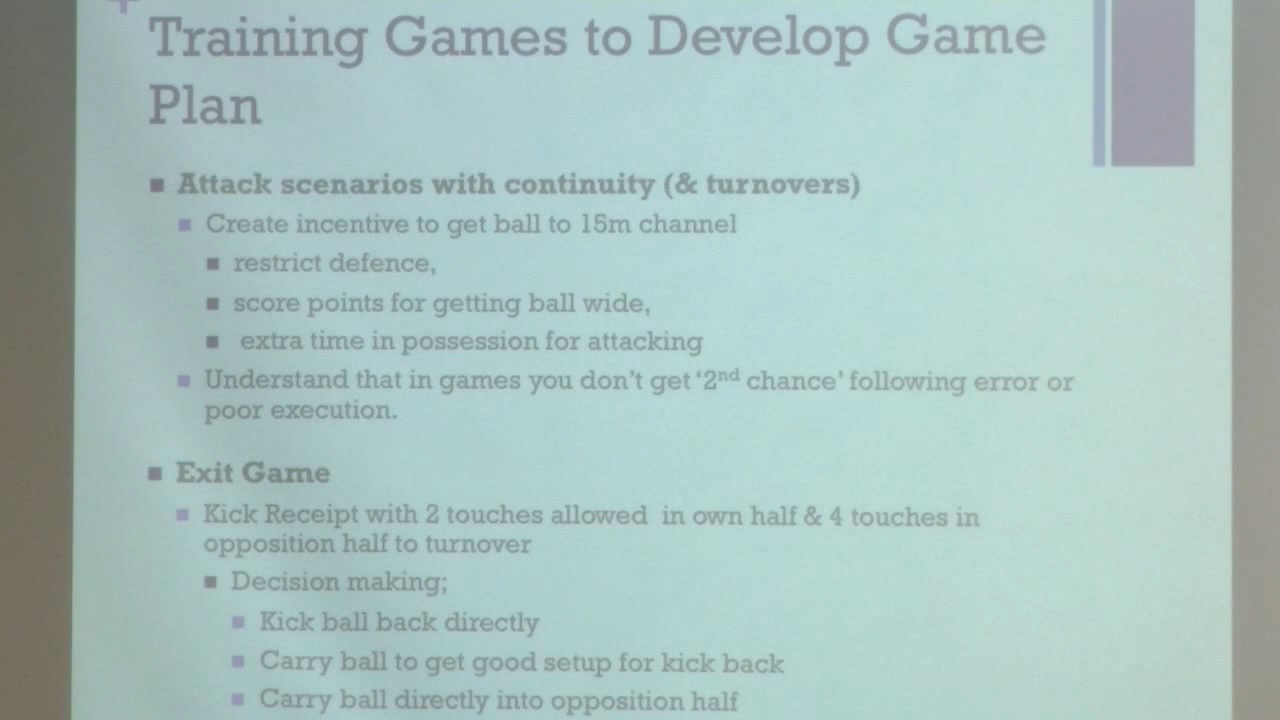 Training Games to Develop Game
Plan
Attack scenarios with continuity (& turnovers)
Create incentive to get ball to 15m channel
restrict defence,
score points for getting ball wide,
extra time in possession for attacking
Understand that in games you don't get '2nd chance' following error or
poor execution.
Exit Game
Kick Receipt with 2 touches allowed in own half & 4 touches in
opposition half to turnover
Decision making;
Kick ball back directly
Carry ball to get good setup for kick back
Carry ball directly into opposition half